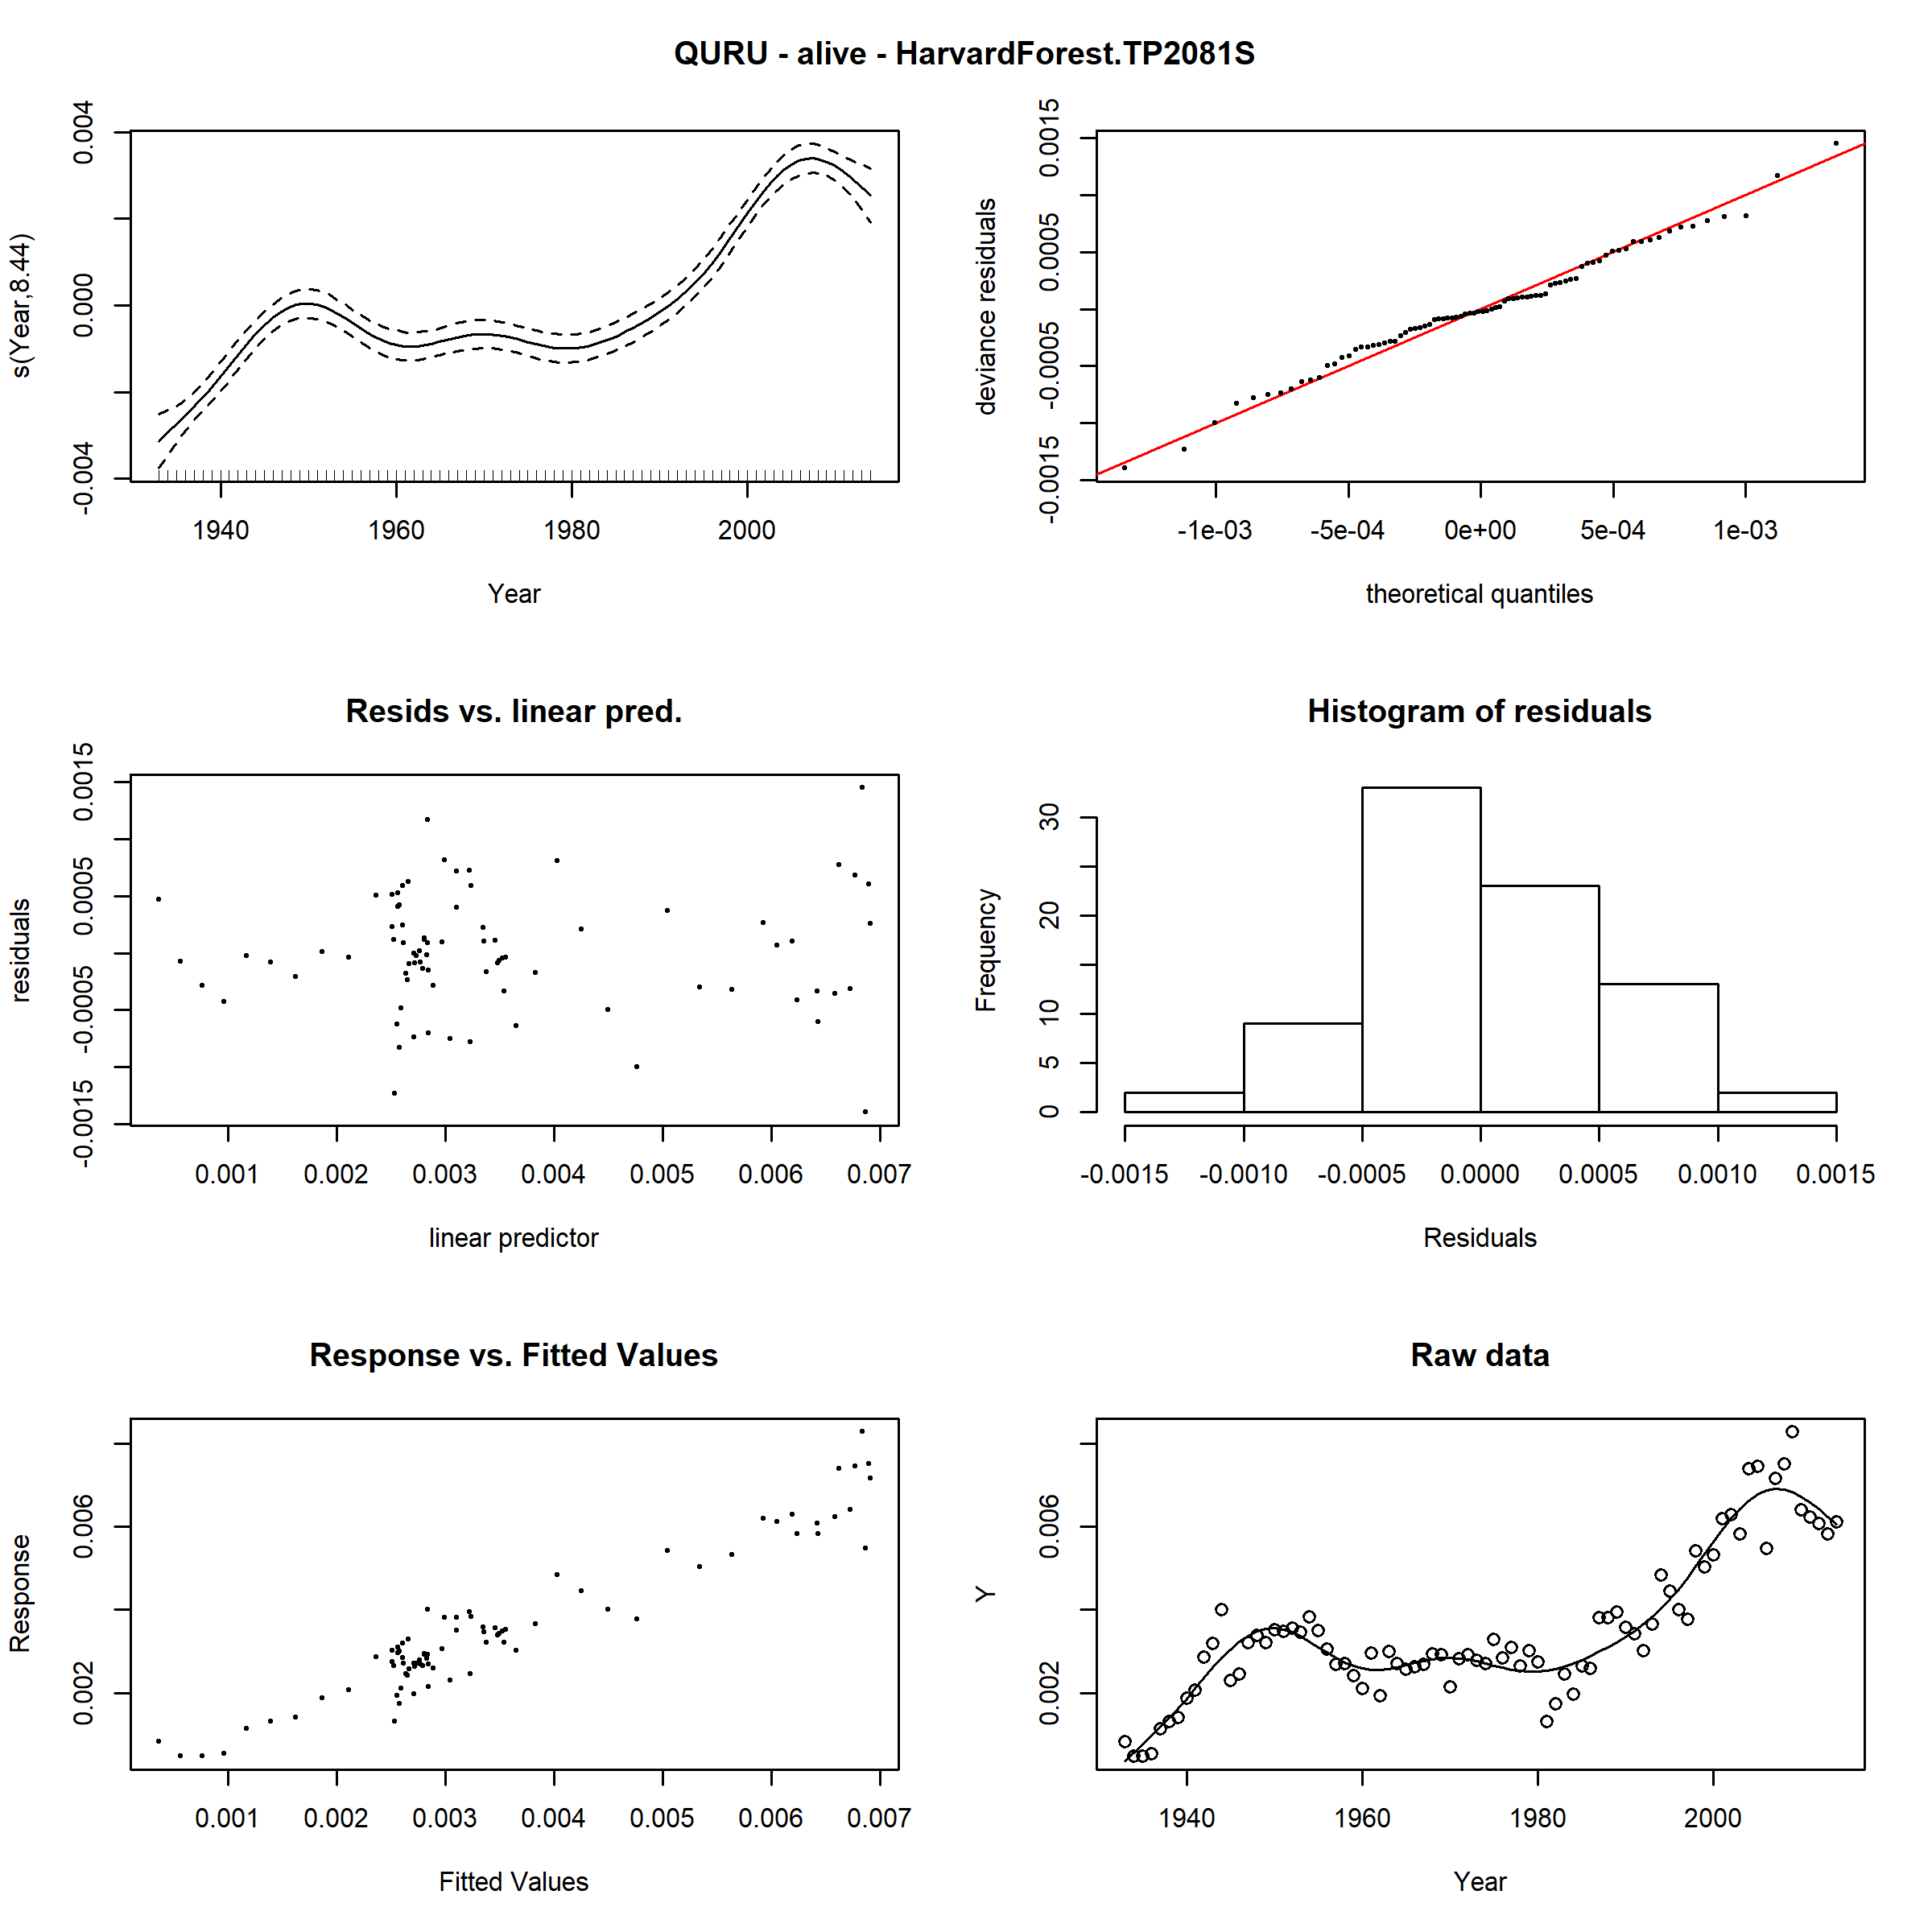 QURU - alive - HarvardForest.TP2081S
s(Year,8.44)
0.004
0.000
-0.004
1940 1960 1980 2000
Year
deviance residuals
0.0015
0.0005
-0.0005
-0.0015
-1e-03 -5e-04 0e+00 5e-04 1e-03
theoretical quantiles
Resids vs. linear pred.
residuals
0.0015
0.0005
-0.0005
-0.0015
0.001 0.002 0.003 0.004 0.005 0.006 0.007
linear predictor
Histogram of residuals
Frequency
30
20
10
5
0
-0.0015 -0.0010 -0.0005 0.0000 0.0005 0.0010 0.0015
Residuals
Response vs. Fitted Values
Response
0.006
0.002
0.001 0.002 0.003 0.004 0.005 0.006 0.007
Fitted Values
Raw data
Y
0.006
0.002
1940 1960 1980 2000
Year